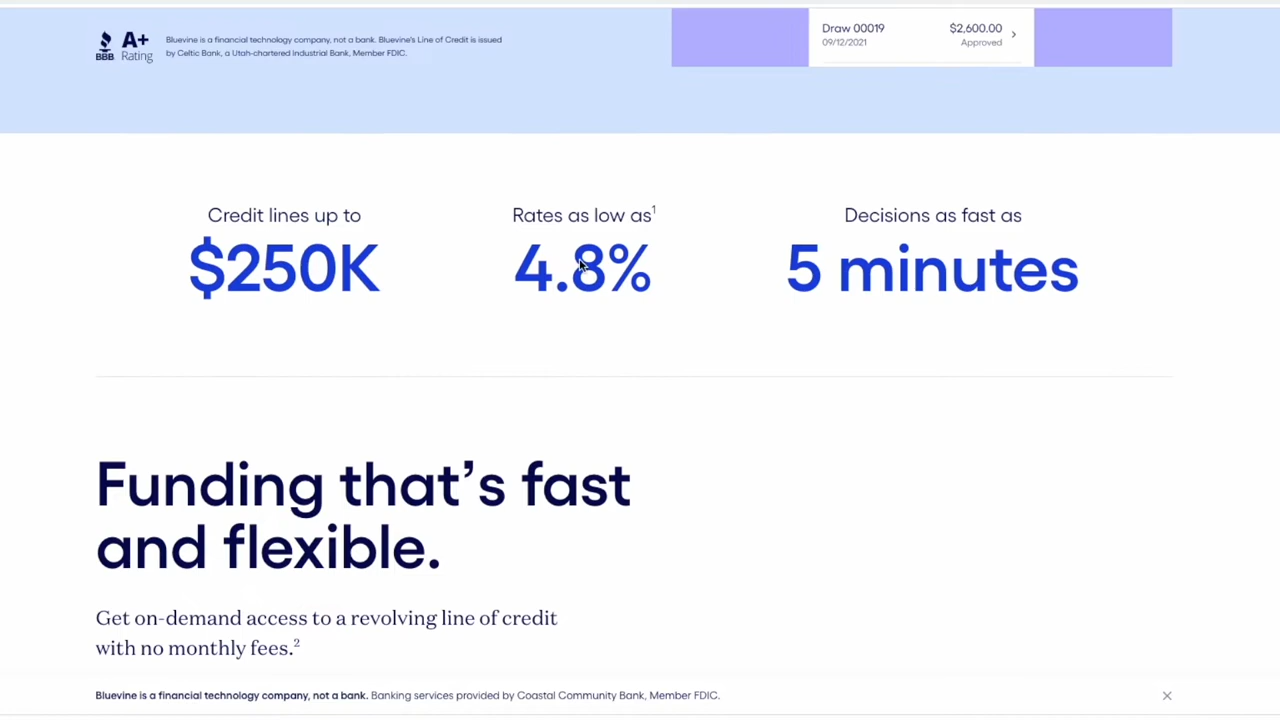 BBB
A+
Rating
Bluevine is a financial technology company, not a bank. Bluevine's Line of Credit is issued
by Celtic Bank, a Utah-chartered Industrial Bank, Member FDIC.
Draw 00019 $2,600.00
09/12/2021 Approved
Credit lines up to
$250K
Rates as low as1
4.8%
Decisions as fast as
5 minutes
Funding that's fast
and flexible.
Get on-demand access to a revolving line of credit
with no monthly fees.2
Bluevine is a financial technology company, not a bank. Banking services provided by Coastal Community Bank, Member FDIC.